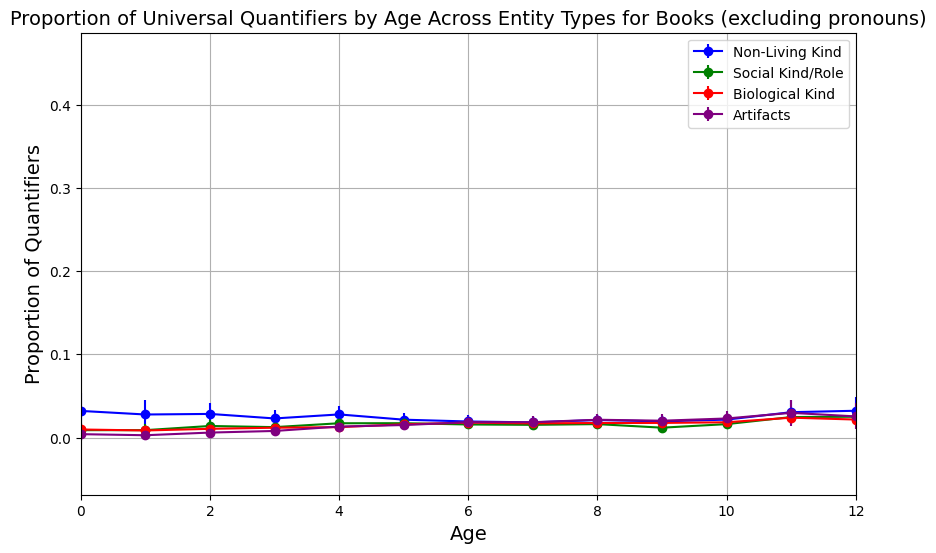 Proportion of Universal Quantifiers by Age Across Entity Types for Books (excluding pronouns)
Non-Living Kind
Social Kind/Role
Biological Kind
Artifacts
Proportion of Quantifiers
0.4
0.3
0.2
0.1
0.0
0 2 4 6 8 10 12
Age